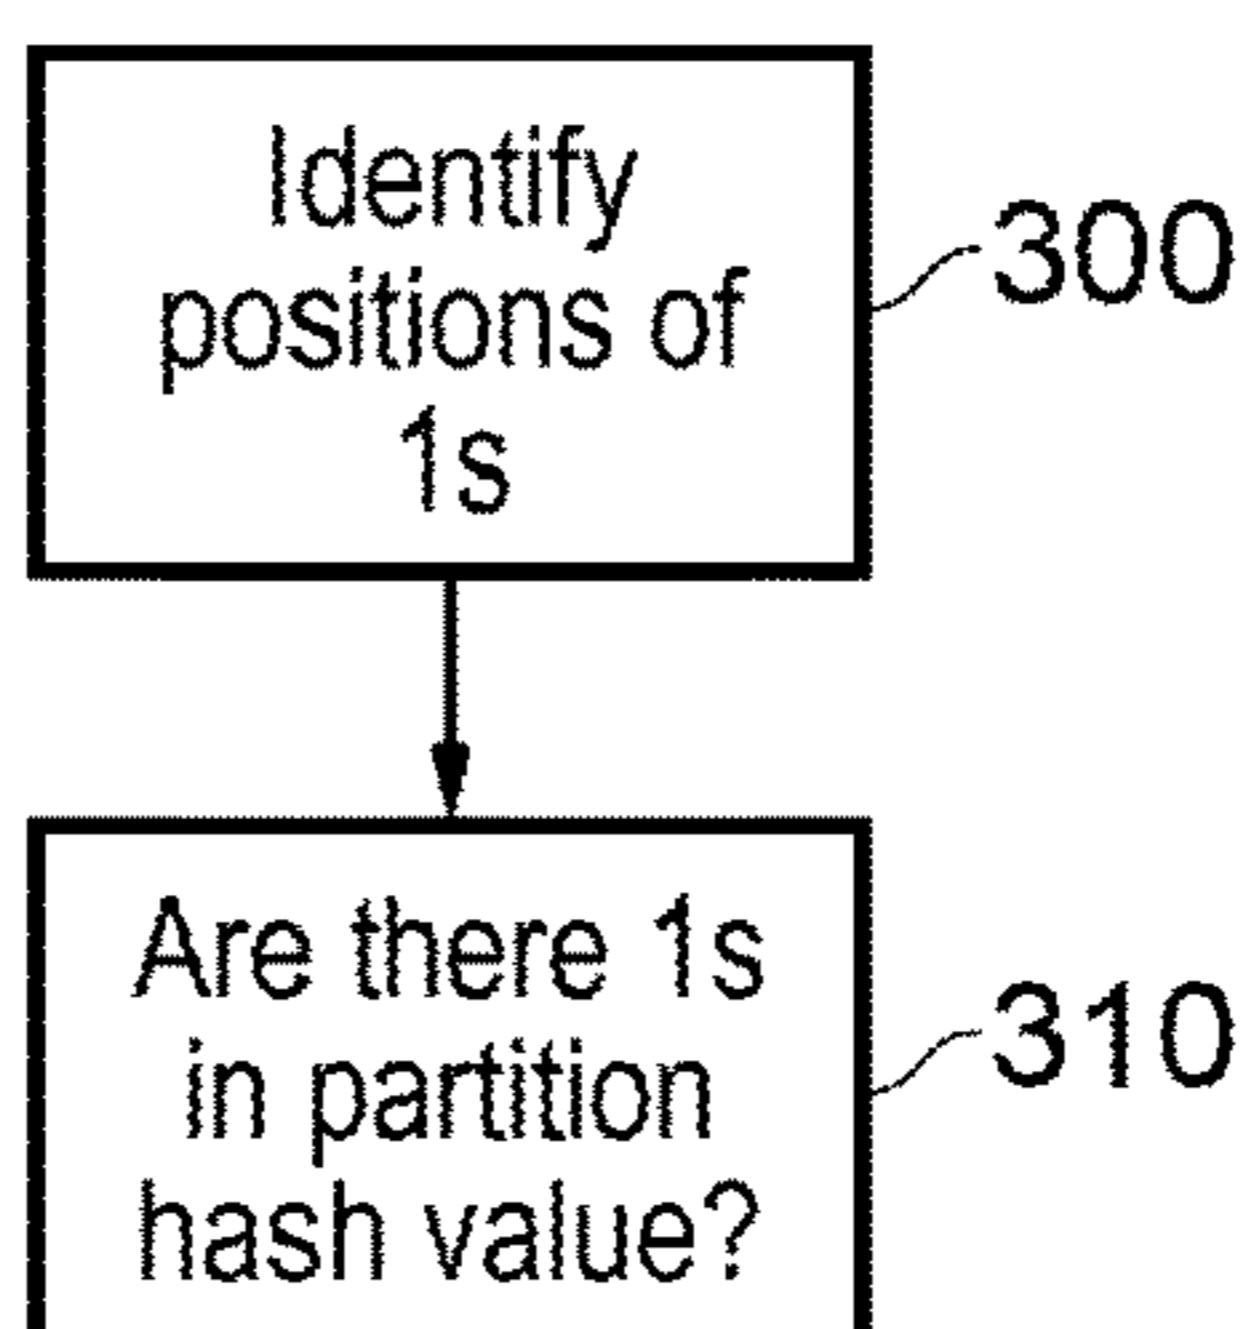 Identify
positions of
1s
300
Are there 1s
in partition
hash value?
310